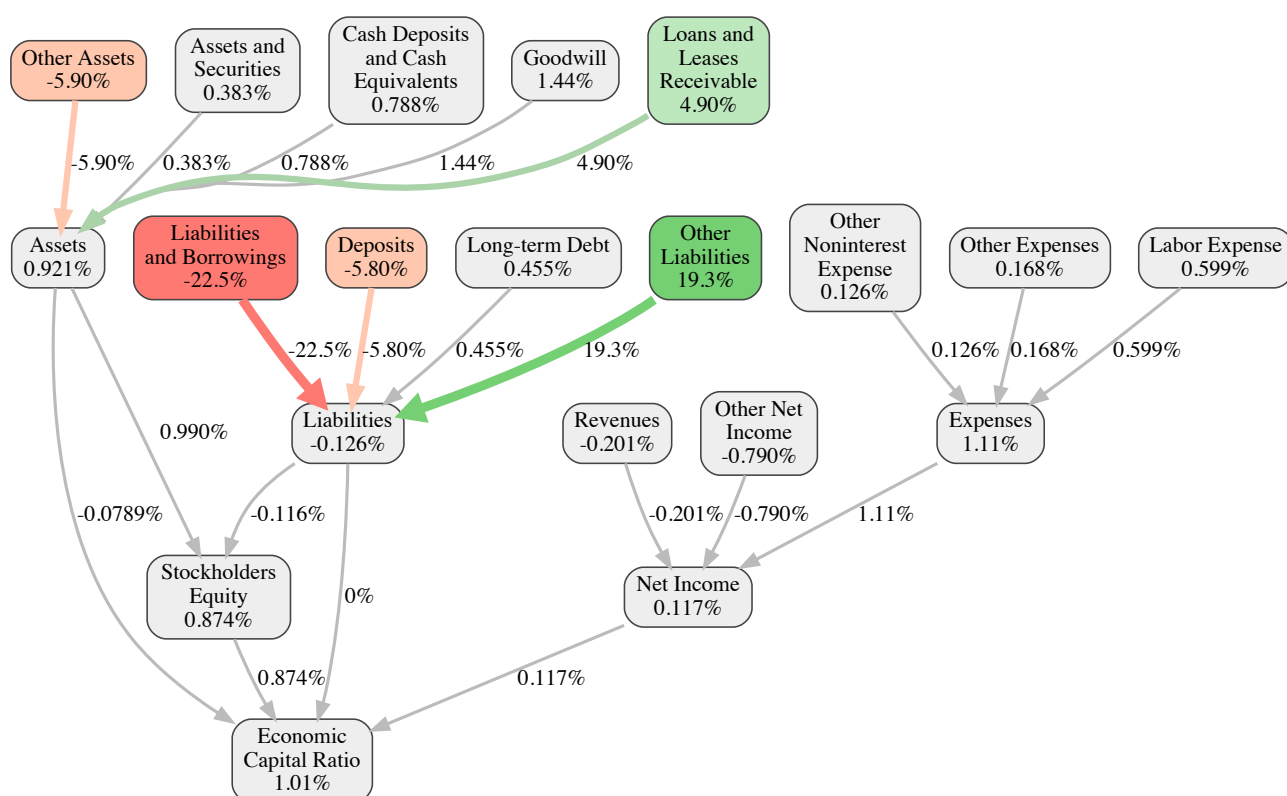 Other Assets
-5.90%
Assets and
Securities
0.383%
Cash Deposits
and Cash
Equivalents
0.788%
Goodwill
1.44%
Loans and
Leases
Receivable
4.90%
-5.90%
0.383%
0.788%
1.44%
4.90%
Assets
0.921%
Liabilities
and Borrowings
-22.5%
Deposits
-5.80%
Long-term Debt
0.455%
Other
Liabilities
19.3%
Other
Noninterest
Expense
0.126%
Other Expenses
0.168%
Labor Expense
0.599%
-22.5%
-5.80%
0.455%
19.3%
0.126%
0.168%
0.599%
Liabilities
-0.126%
Revenues
-0.201%
Other Net
Income
-0.790%
Expenses
1.11%
0.990%
-0.0789%
-0.116%
-0.201%
-0.790%
1.11%
Stockholders
Equity
0.874%
0%
Net Income
0.117%
0.874%
0.117%
Economic
Capital Ratio
1.01%